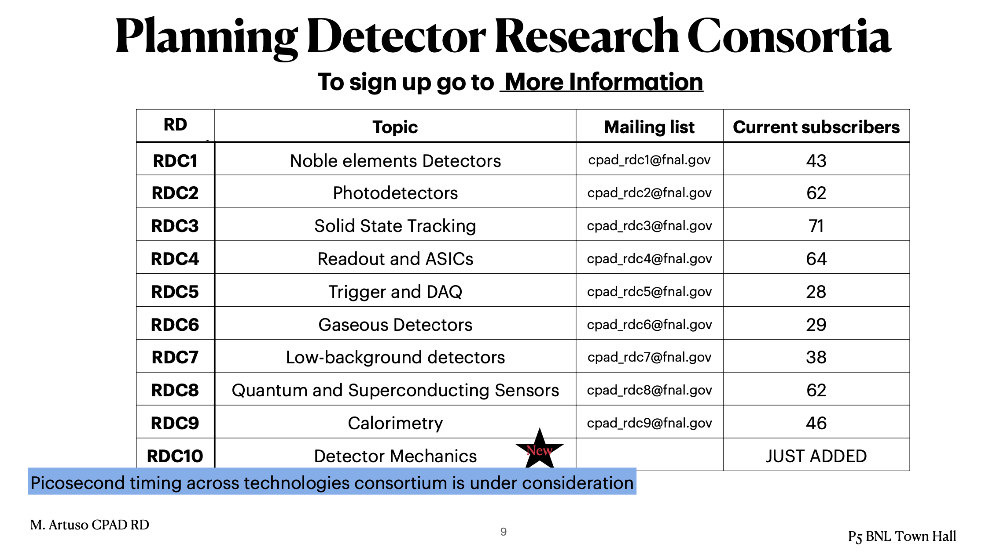 Planning Detector Research Consortia
To sign up go to More Information
RD Topic Mailing list Current subscribers
RDC1 Noble elements Detectors cpad_rdc1@fnal.gov 43
RDC2 Photodetectors cpad_rdc2@fnal.gov 62
RDC3 Solid State Tracking cpad_rdc3@fnal.gov 71
RDC4 Readout and ASICs cpad_rdc4@fnal.gov 64
RDC5 Trigger and DAQ cpad_rdc5@fnal.gov 28
RDC6 Gaseous Detectors cpad_rdc6@fnal.gov 29
RDC7 Low-background detectors cpad_rdc7@fnal.gov 38
RDC8 Quantum and Superconducting Sensors cpad_rdc8@fnal.gov 62
RDC9 Calorimetry cpad_rdc9@fnal.gov 46
RDC10 Detector Mechanics New JUST ADDED
Picosecond timing across technologies consortium is under consideration
M. Artuso CPAD RD
9
P5 BNL Town Hall